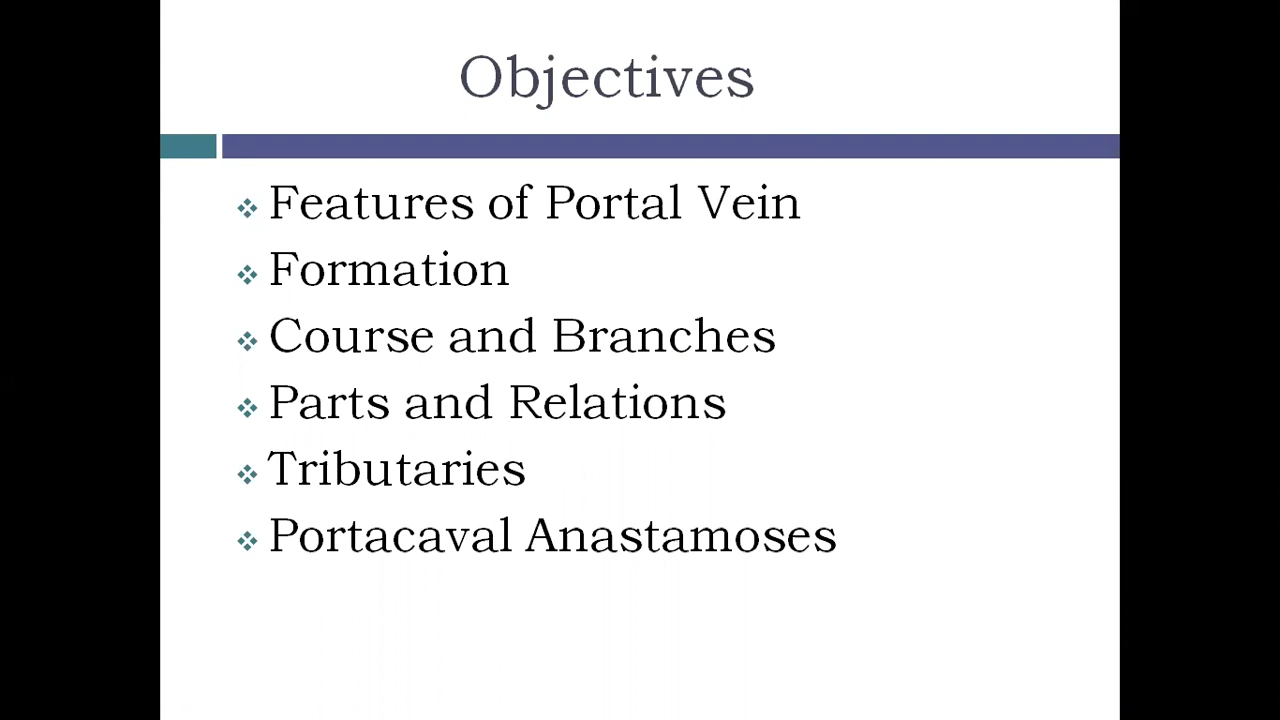 Objectives
Features of Portal Vein
Formation
Course and Branches
Parts and Relations
Tributaries
Portacaval Anastamoses